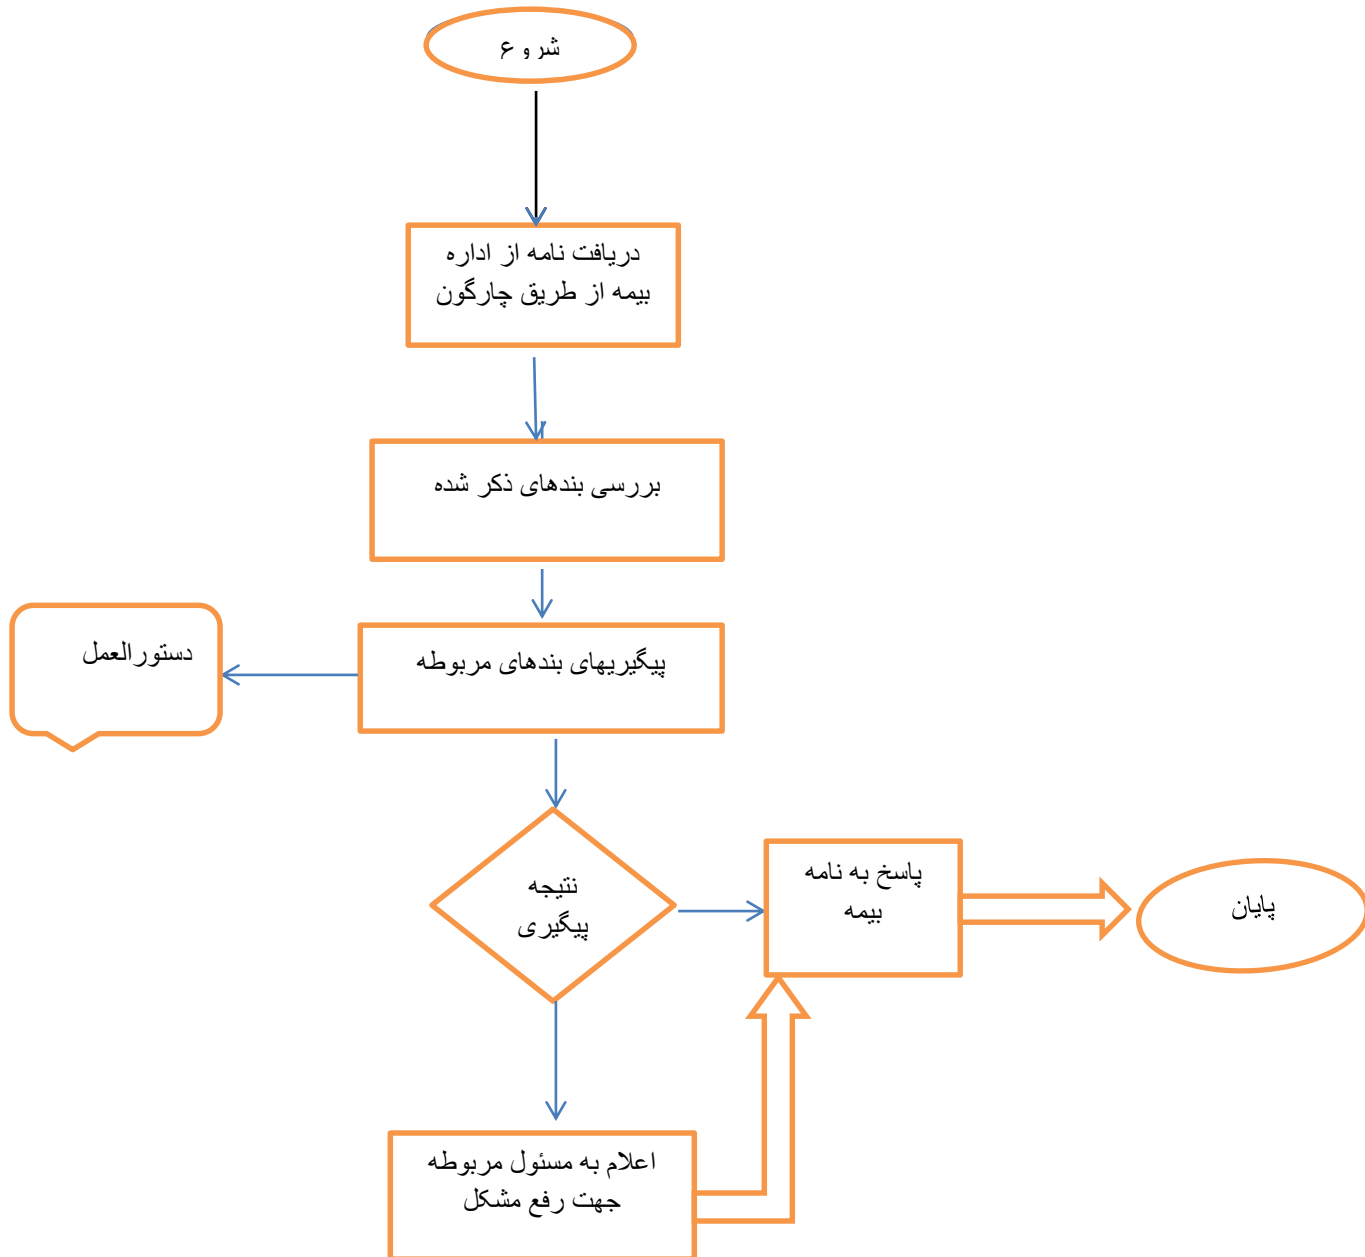 شروع
دریافت نامه از اداره
بیمه از طریق چارگون
بررسی بندهای ذکر شده
پیگیریهای بندهای مربوطه
دستورالعمل
نتیجه
پیگیری
پاسخ به نامه
بیمه
پایان
اعلام به مسئول مربوطه
جهت رفع مشکل